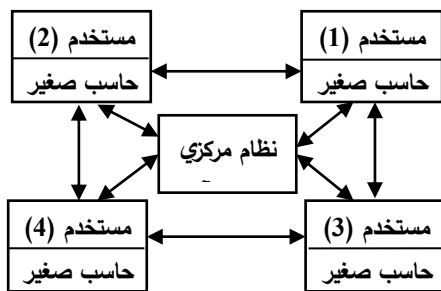 مستخدم (1)
حاسب صغير
مستخدم (2)
حاسب صغير
نظام مركزي
مستخدم (3)
حاسب صغير
مستخدم (4)
حاسب صغير